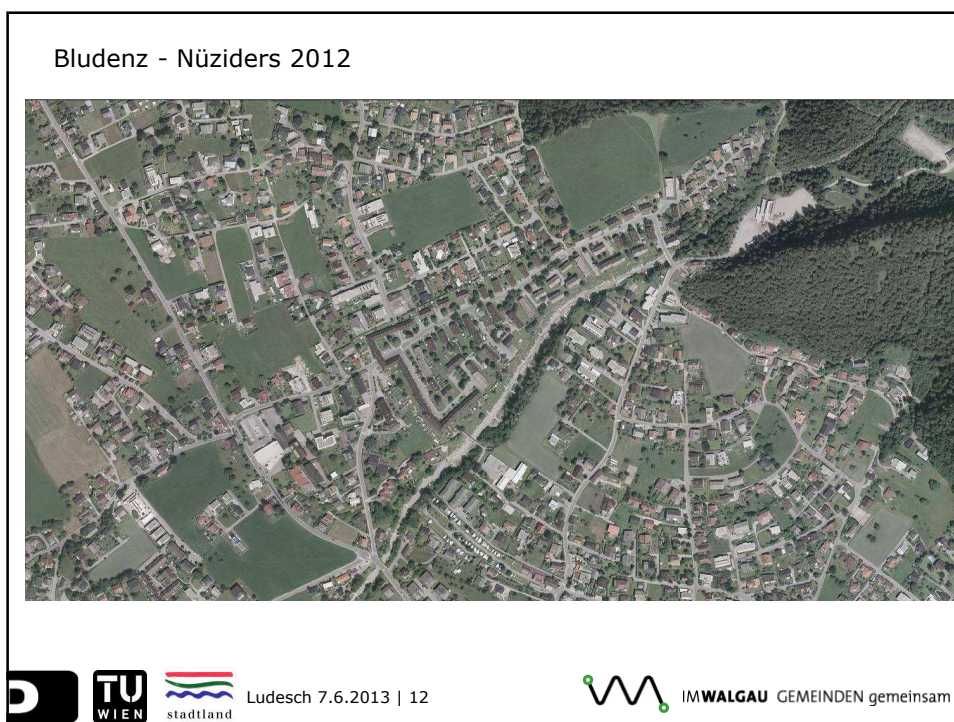 Bludenz - Nüziders 2012
TU
WIEN
stadtland
Ludesch 7.6.2013 | 12
IMWALGAU GEMEINDEN gemeinsam